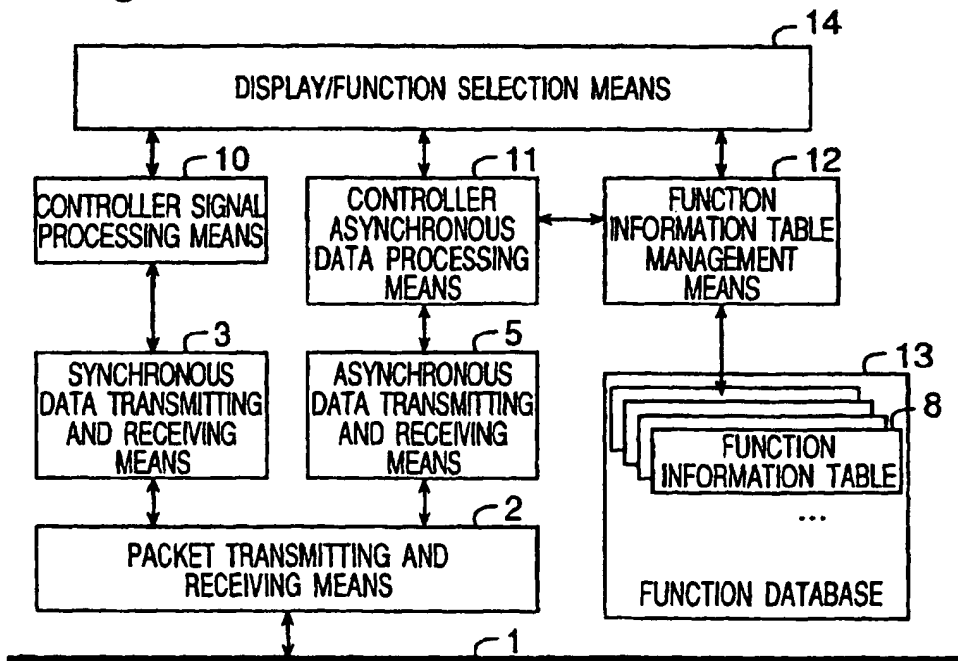 14
DISPLAY/FUNCTION SELECTION MEANS
10
CONTROLLER SIGNAL
PROCESSING MEANS
11
CONTROLLER
ASYNCHRONOUS
DATA PROCESSING
MEANS
12
FUNCTION
INFORMATION TABLE
MANAGEMENT
MEANS
3
SYNCHRONOUS
DATA TRANSMITTING
AND RECEIVING
MEANS
5
ASYNCHRONOUS
DATA TRANSMITTING
AND RECEIVING
MEANS
13
8
FUNCTION
INFORMATION TABLE
...
FUNCTION DATABASE
2
PACKET TRANSMITTING AND
RECEIVING MEANS
1